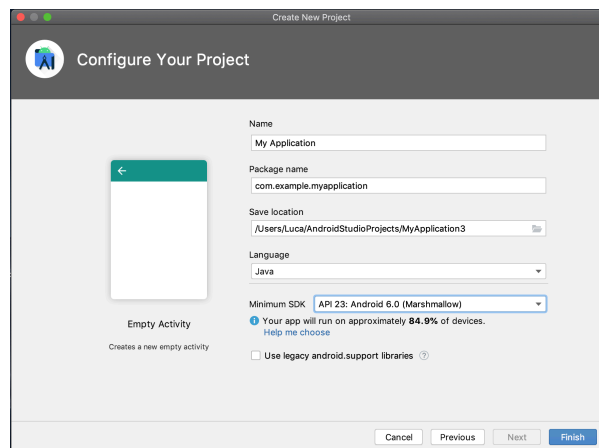 Create New Project
Configure Your Project
Name
My Application
Package name
com.example.myapplication
Save location
/Users/Luca/AndroidStudioProjects/MyApplication3
Language
Java
Minimum SDK API 23: Android 6.0 (Marshmallow)
Your app will run on approximately 84.9% of devices.
Help me choose
Use legacy android.support libraries ?
Empty Activity
Creates a new empty activity
Cancel Previous Next Finish